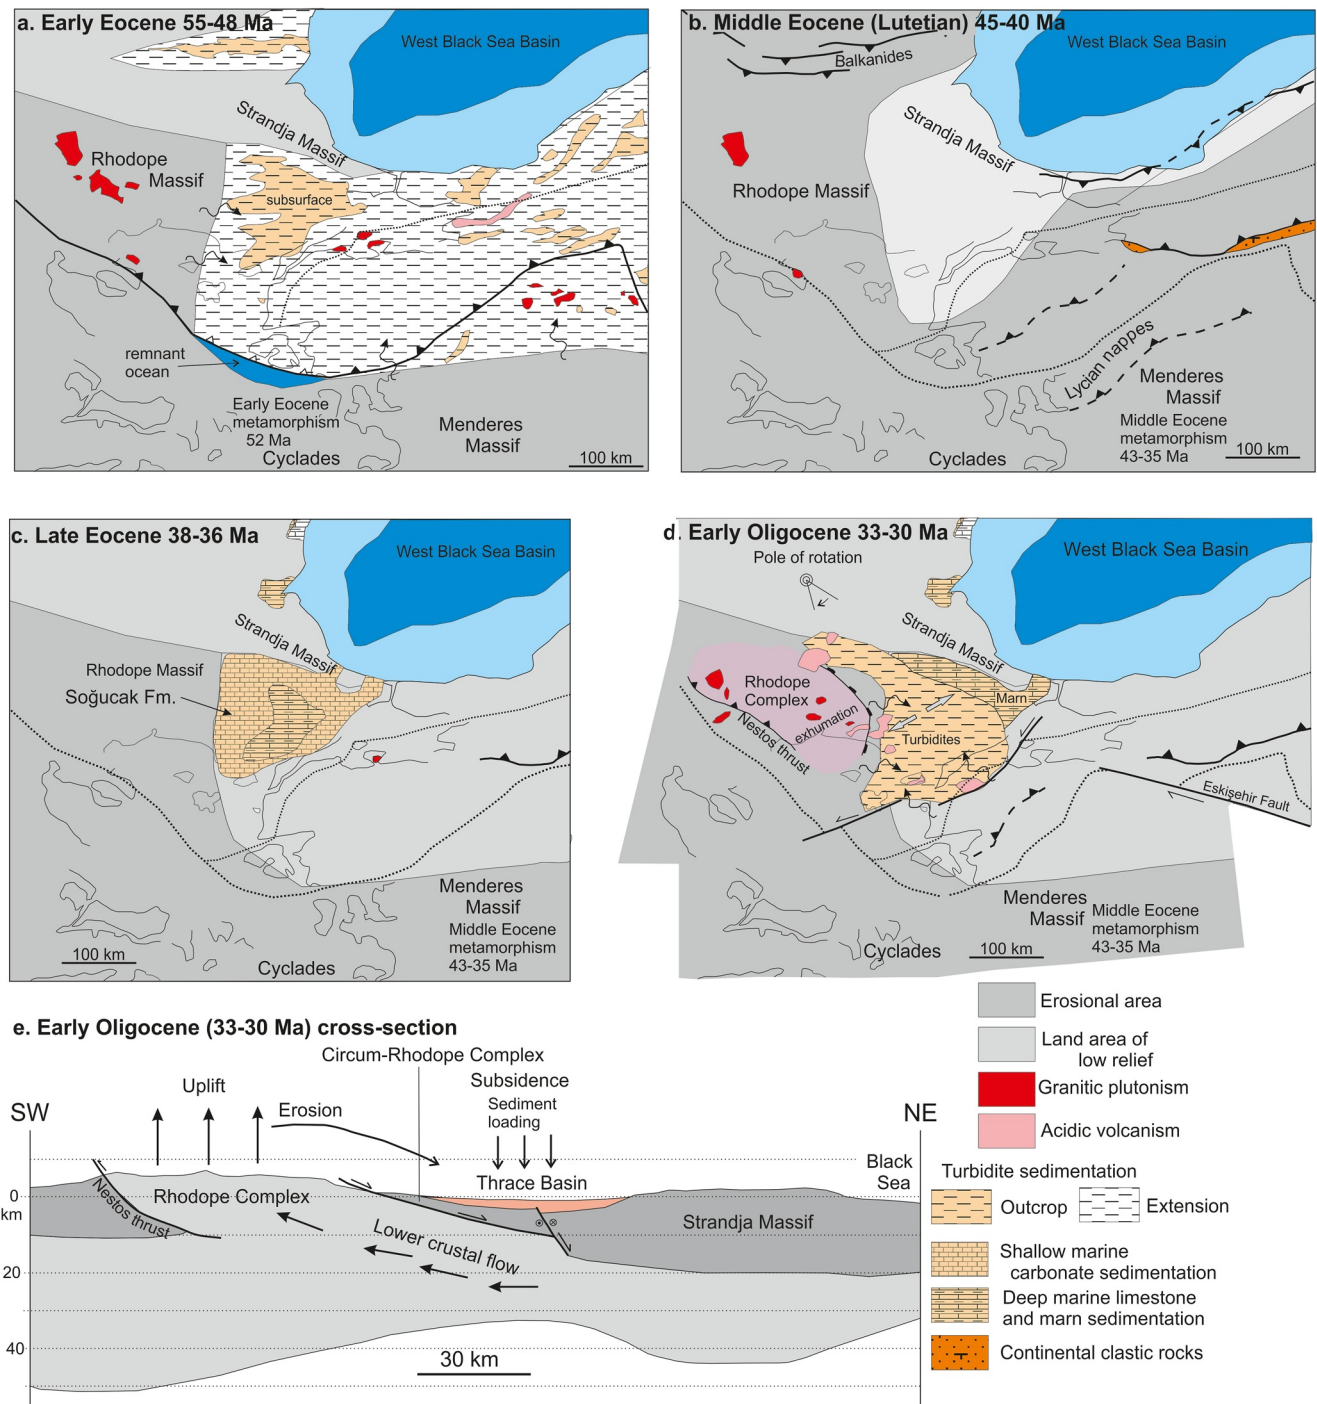 a. Early Eocene 55-48 Ma
West Black Sea Basin
Strandja Massif
Rhodope
Massif
subsurface
remnant
ocean
Early Eocene
metamorphism
52 Ma
Cyclades
Menderes
Massif
100 km
b. Middle Eocene (Lutetian) 45-40 Ma
Balkanides
West Black Sea Basin
Strandja Massif
Rhodope Massif
Lycian nappes
Menderes
Massif
Middle Eocene
metamorphism
43-35 Ma
Cyclades
100 km
c. Late Eocene 38-36 Ma
West Black Sea Basin
Strandja Massif
Rhodope Massif
Soğucak Fm.
Menderes
Massif
Middle Eocene
metamorphism
43-35 Ma
100 km
Cyclades
d. Early Oligocene 33-30 Ma
Pole of rotation
West Black Sea Basin
Strandja Massif
Rhodope
Complex
Marn
exhumation
Turbidites
Nestos thrust
Eskişehir Fault
Menderes
Massif
Middle Eocene
metamorphism
43-35 Ma
Cyclades
100 km
Erosional area
Land area of
low relief
Granitic plutonism
Acidic volcanism
Turbidite sedimentation
Outcrop
Extension
Shallow marine
carbonate sedimentation
Deep marine limestone
and marn sedimentation
Continental clastic rocks
e. Early Oligocene (33-30 Ma) cross-section
Circum-Rhodope Complex
Uplift
Subsidence
Sediment
loading
SW
Erosion
NE
Black
Sea
Thrace Basin
0
km
Nestos thrust
Rhodope Complex
Strandja Massif
Lower crustal flow
20
40
30 km